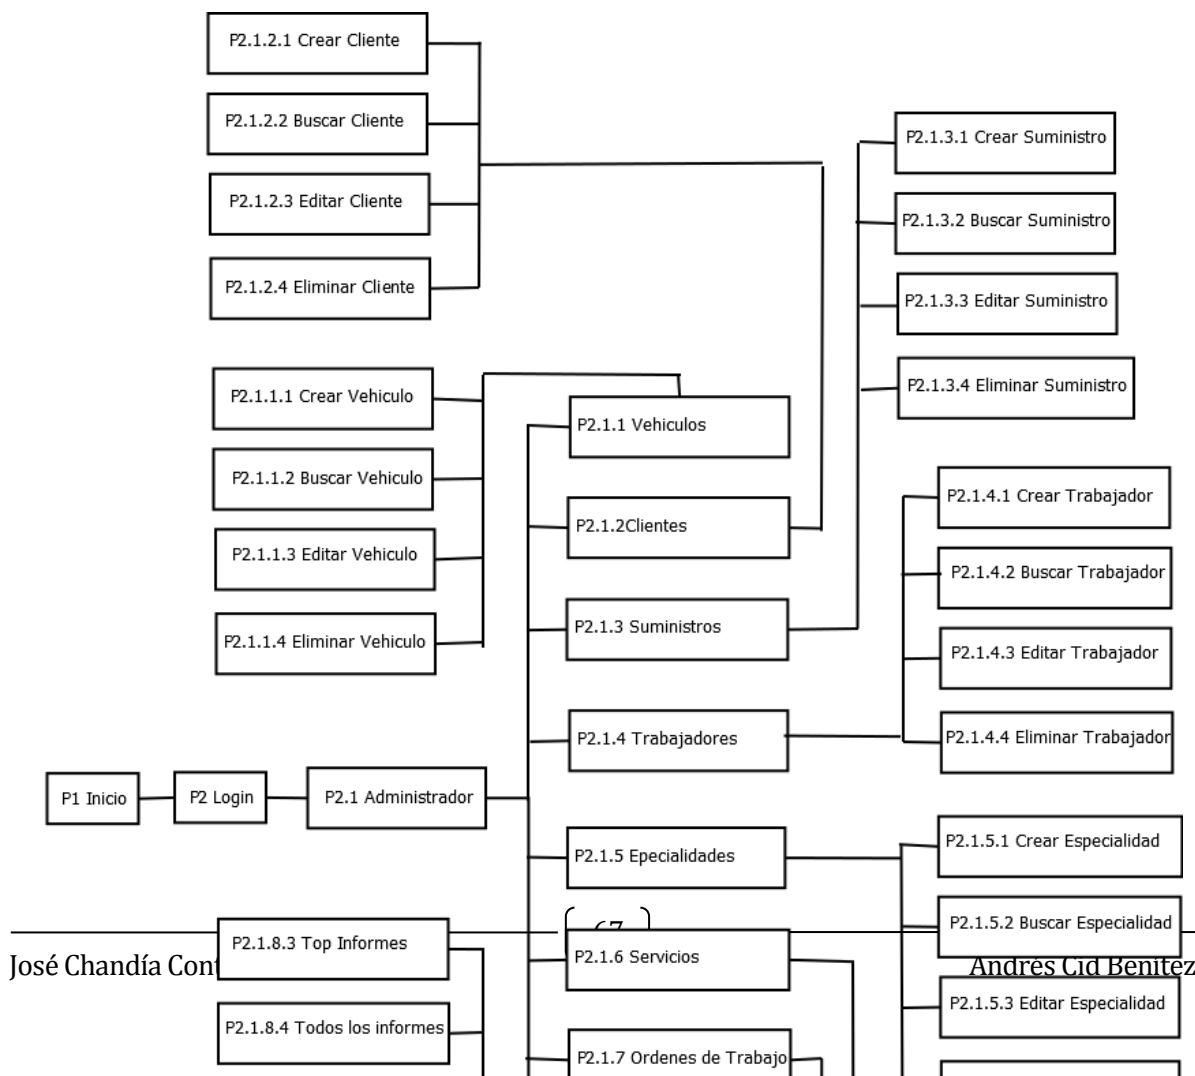 P2.1.2.1 Crear Cliente
P2.1.2.2 Buscar Cliente
P2.1.2.3 Editar Cliente
P2.1.2.4 Eliminar Cliente
P2.1.3.1 Crear Suministro
P2.1.3.2 Buscar Suministro
P2.1.3.3 Editar Suministro
P2.1.3.4 Eliminar Suministro
P2.1.1.1 Crear Vehiculo
P2.1.1.2 Buscar Vehiculo
P2.1.1.3 Editar Vehiculo
P2.1.1.4 Eliminar Vehiculo
P2.1.1 Vehiculos
P2.1.2Clientes
P2.1.3 Suministros
P2.1.4 Trabajadores
P2.1.4.1 Crear Trabajador
P2.1.4.2 Buscar Trabajador
P2.1.4.3 Editar Trabajador
P2.1.4.4 Eliminar Trabajador
P1 Inicio
P2 Login
P2.1 Administrador
P2.1.5 Epecialidades
P2.1.5.1 Crear Especialidad
P2.1.5.2 Buscar Especialidad
P2.1.5.3 Editar Especialidad
P2.1.8.3 Top Informes
P2.1.8.4 Todos los informes
P2.1.6 Servicios
P2.1.7 Ordenes de Trabajo
José Chandía
Andrés Cid Benítez